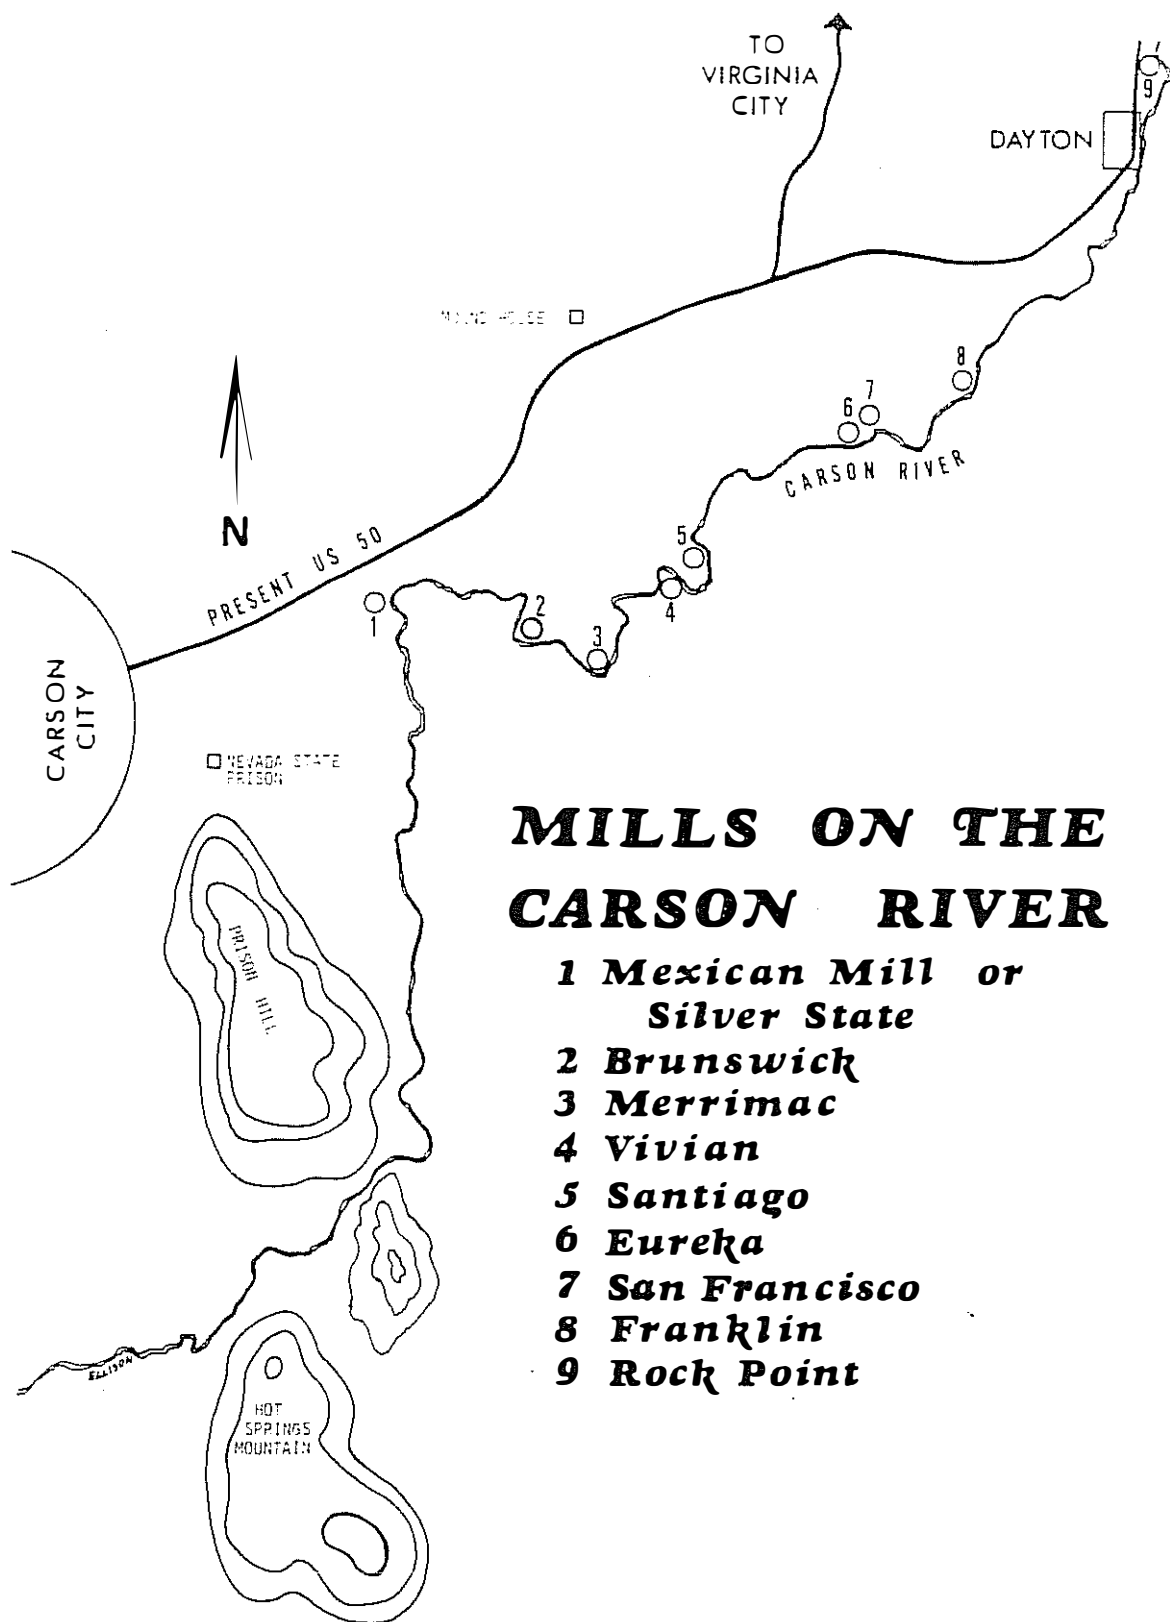 TO
VIRGINIA
CITY
9
DAYTON
MOUND HOUSE
8
7
6
CARSON RIVER
N
PRESENT US 50
5
4
3
2
1
CARSON
CITY
NEVADA STATE
PRISON
PRISON HILL
MILLS ON THE
CARSON RIVER
1 Mexican Mill or
Silver State
2 Brunswick
3 Merrimac
4 Vivian
5 Santiago
6 Eureka
7 San Francisco
8 Franklin
9 Rock Point
ELLISON
HOT
SPRINGS
MOUNTAIN